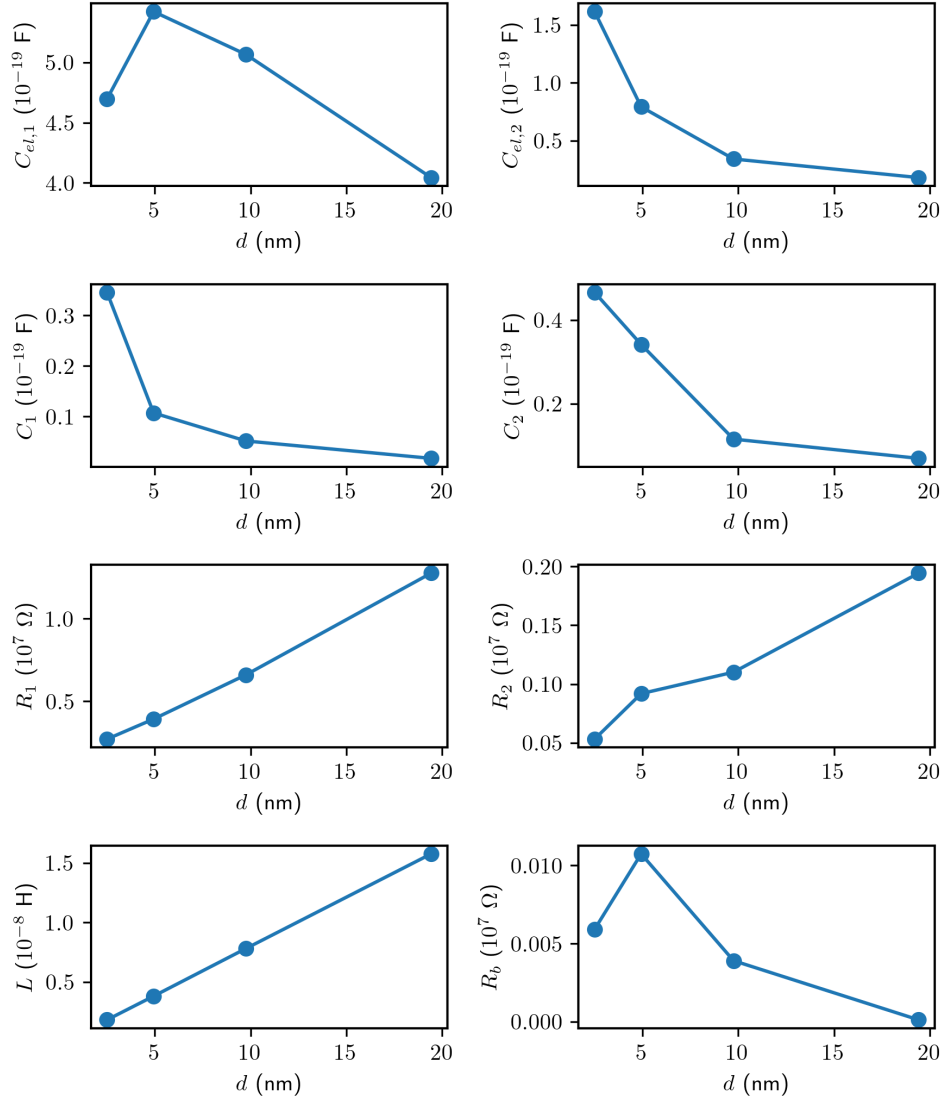 C_{el,1} (10^{−19} F)
5.0
4.5
4.0
5 10 15 20
d (nm)
C_{el,2} (10^{−19} F)
1.5
1.0
0.5
5 10 15 20
d (nm)
C_1 (10^{−19} F)
0.3
0.2
0.1
5 10 15 20
d (nm)
C_2 (10^{−19} F)
0.4
0.2
5 10 15 20
d (nm)
R_1 (10^7 Ω)
1.0
0.5
5 10 15 20
d (nm)
R_2 (10^7 Ω)
0.20
0.15
0.10
0.05
5 10 15 20
d (nm)
L (10^{−8} H)
1.5
1.0
0.5
5 10 15 20
d (nm)
R_b (10^7 Ω)
0.010
0.005
0.000
5 10 15 20
d (nm)